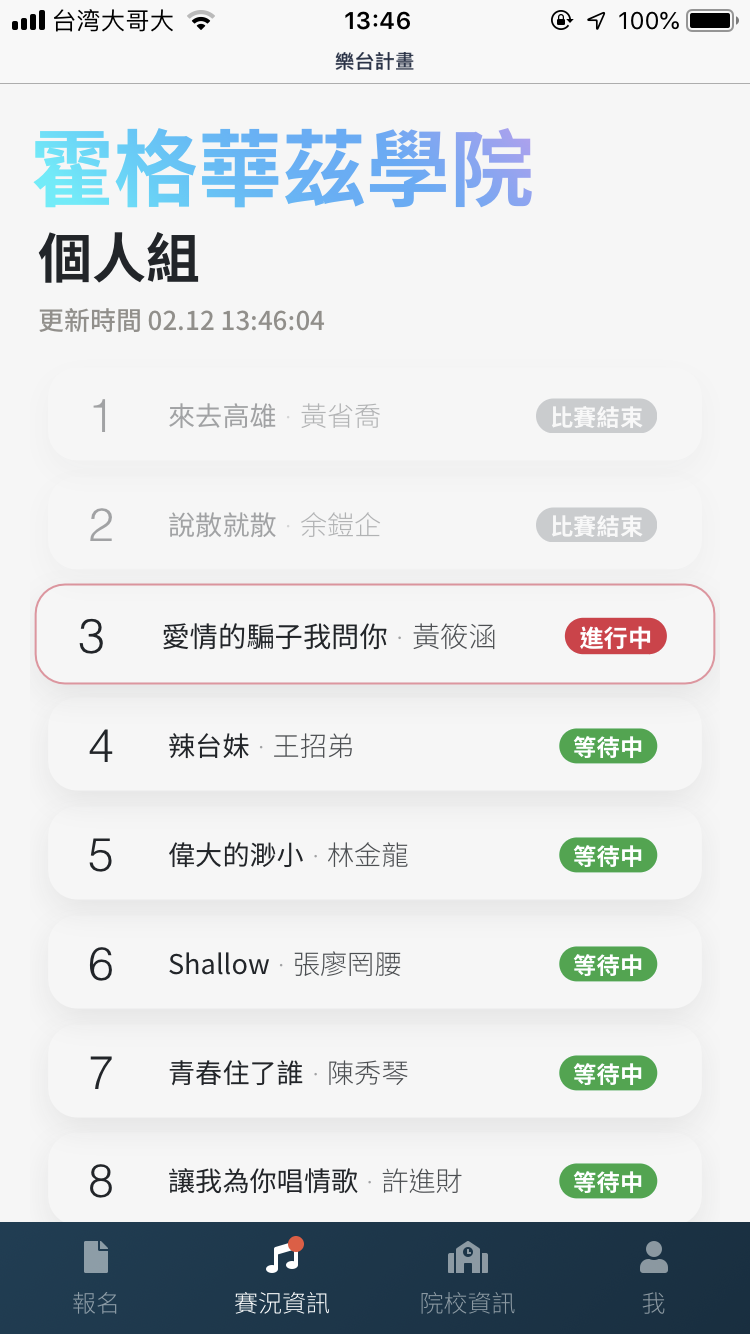 台湾大哥大 13:46 100%
樂台計畫
霍格華茲學院
個人組
更新時間 02.12 13:46:04
1 來去高雄 · 黃省喬 比賽結束
2 說散就散 · 余鎧企 比賽結束
3 愛情的騙子我問你 · 黃筱涵 進行中
4 辣台妹 · 王招弟 等待中
5 偉大的渺小 · 林金龍 等待中
6 Shallow · 張廖罔腰 等待中
7 青春住了誰 · 陳秀琴 等待中
8 讓我為你唱情歌 · 許進財 等待中
報名 賽況資訊 院校資訊 我